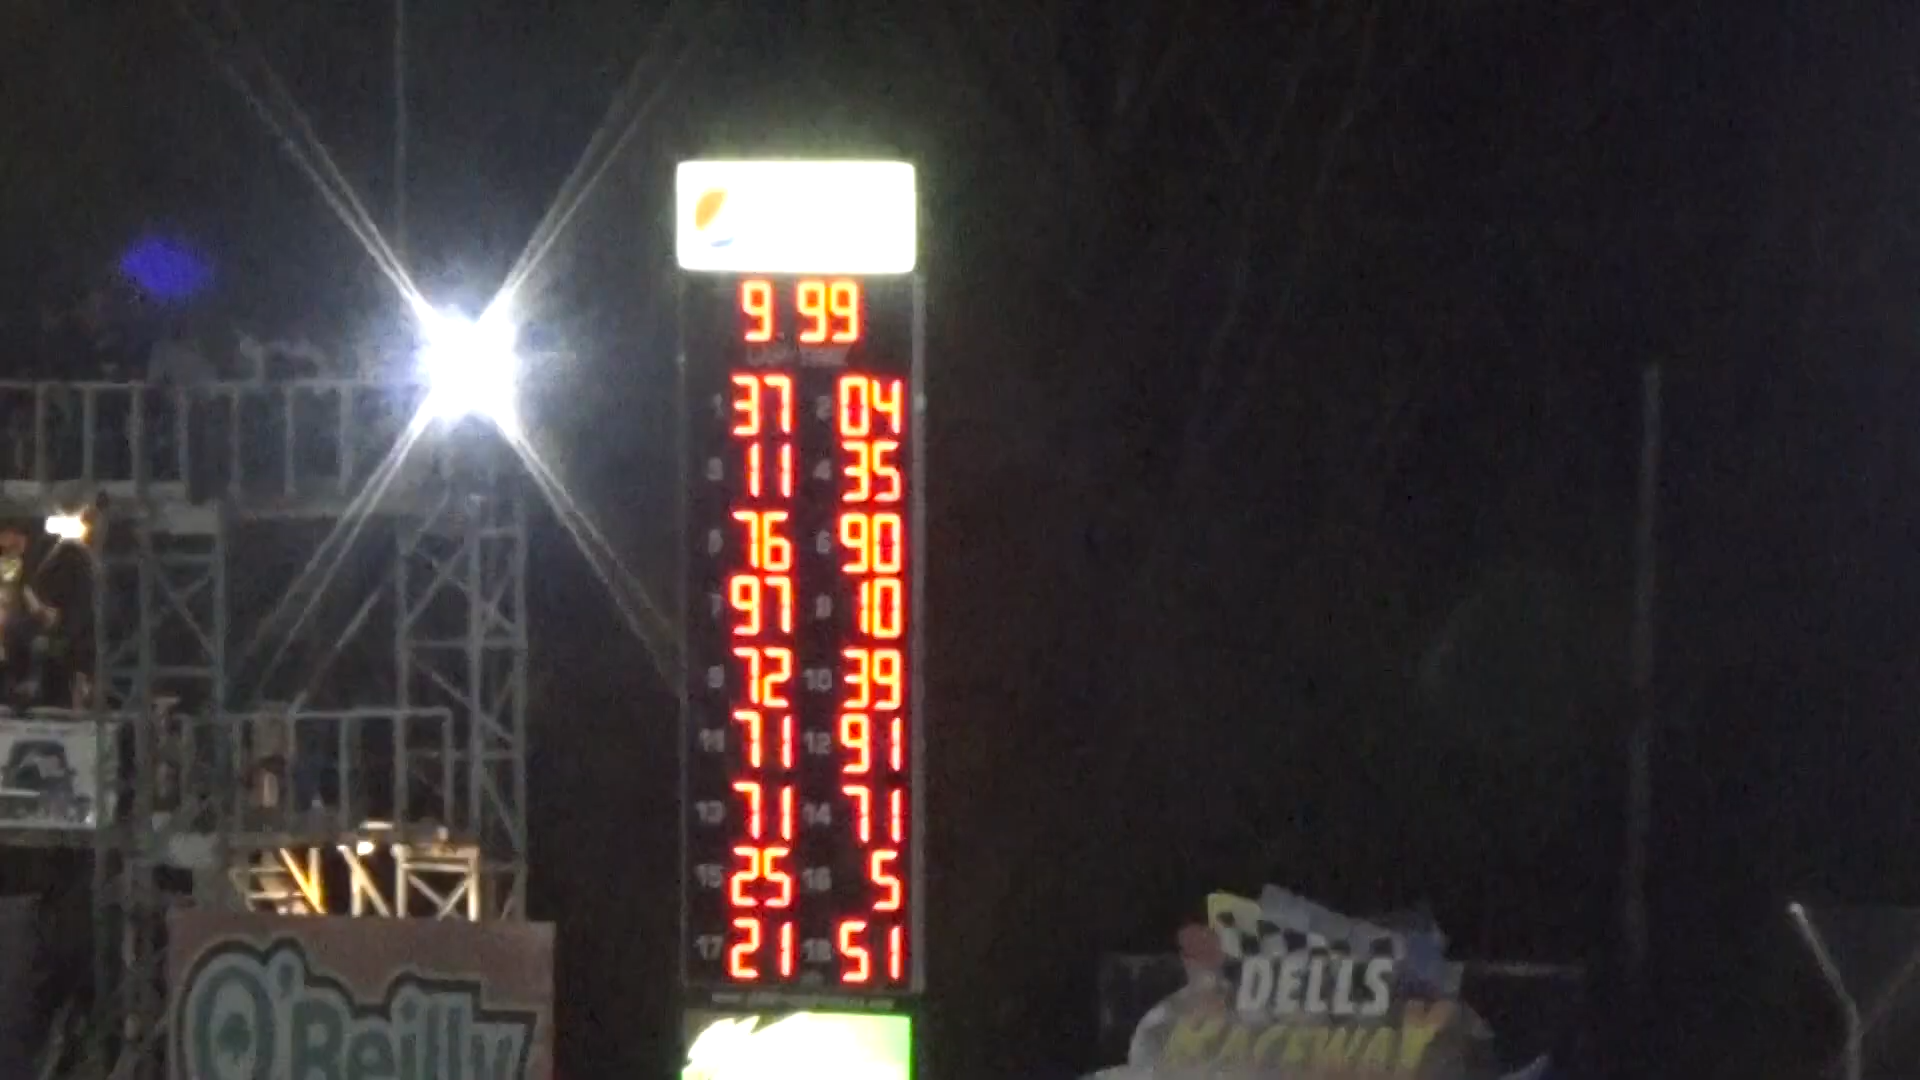 9 99
1 37 2 04
3 11 4 35
5 76 6 90
7 97 8 10
9 72 10 39
11 71 12 91
13 71 14 71
15 25 16 5
17 21 18 51
O'Reilly
DELLS
RACEWAY